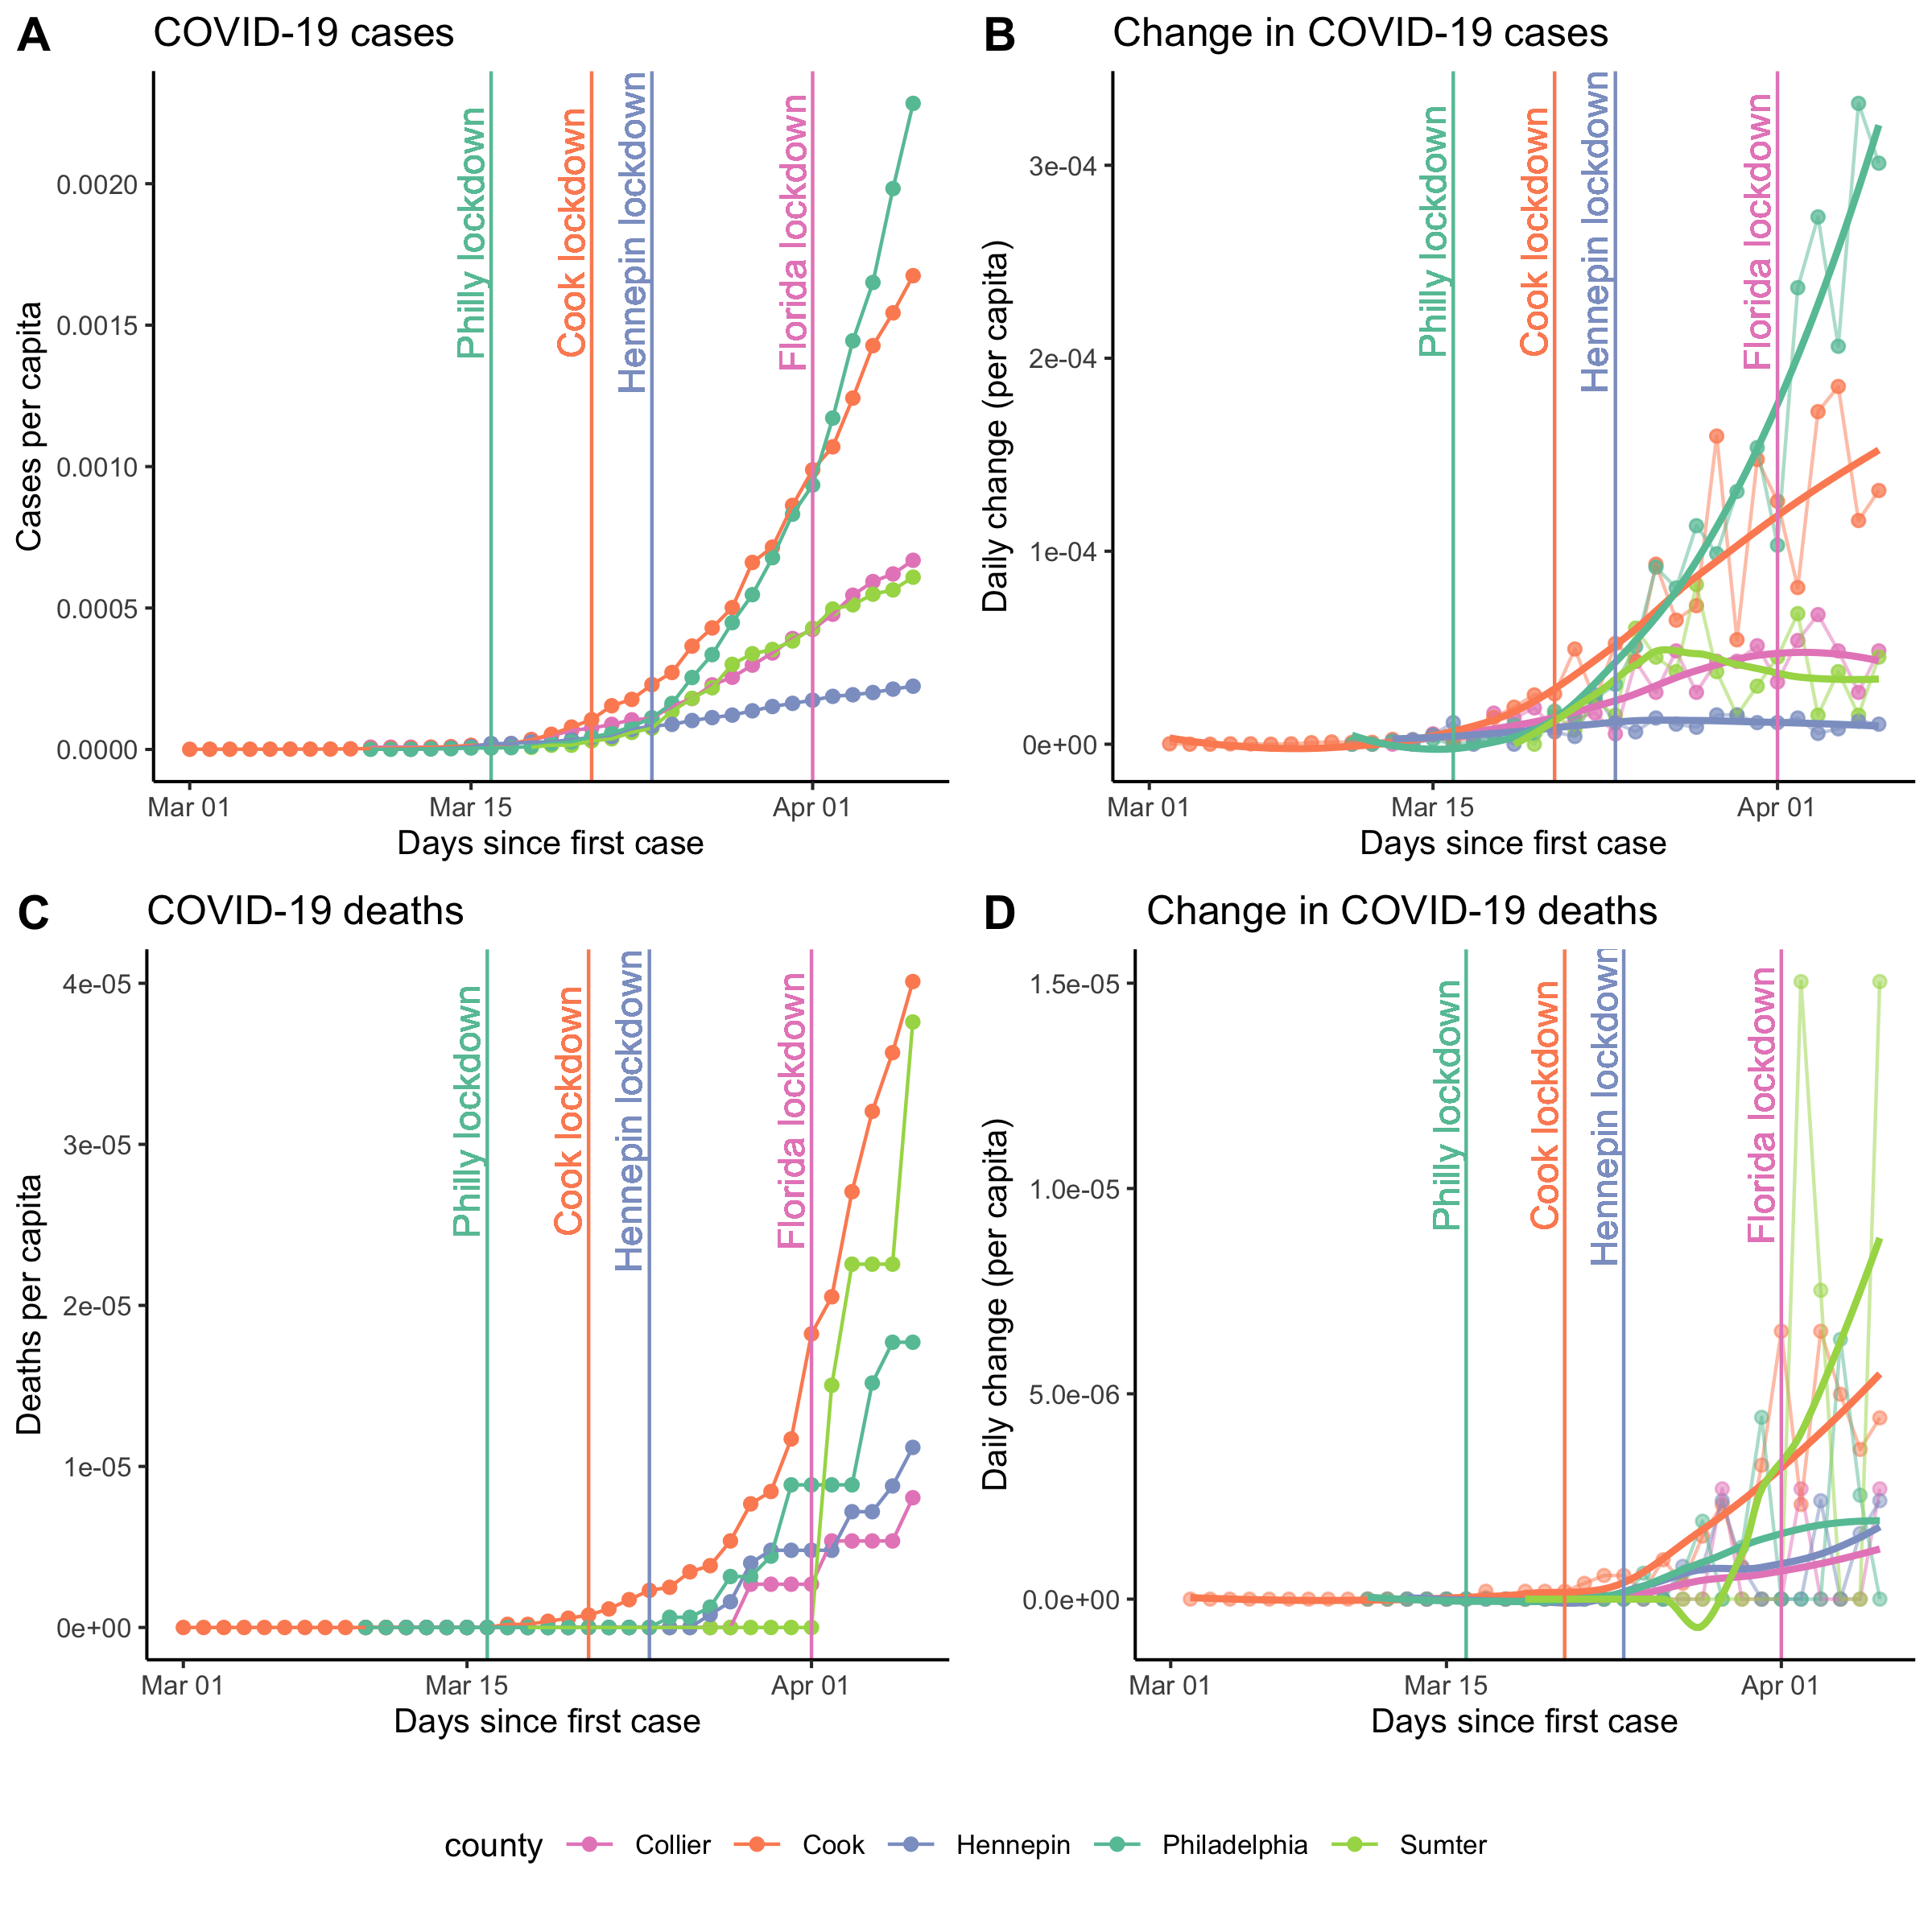 A
COVID-19 cases
Cases per capita
0.0020
0.0015
0.0010
0.0005
0.0000
Philly lockdown
Cook lockdown
Hennepin lockdown
Florida lockdown
Mar 01
Mar 15
Apr 01
Days since first case
B
Change in COVID-19 cases
Daily change (per capita)
3e-04
2e-04
1e-04
0e+00
Philly lockdown
Cook lockdown
Hennepin lockdown
Florida lockdown
Mar 01
Mar 15
Apr 01
Days since first case
C
COVID-19 deaths
Deaths per capita
4e-05
3e-05
2e-05
1e-05
0e+00
Philly lockdown
Cook lockdown
Hennepin lockdown
Florida lockdown
Mar 01
Mar 15
Apr 01
Days since first case
D
Change in COVID-19 deaths
Daily change (per capita)
1.5e-05
1.0e-05
5.0e-06
0.0e+00
Philly lockdown
Cook lockdown
Hennepin lockdown
Florida lockdown
Mar 01
Mar 15
Apr 01
Days since first case
county Collier Cook Hennepin Philadelphia Sumter